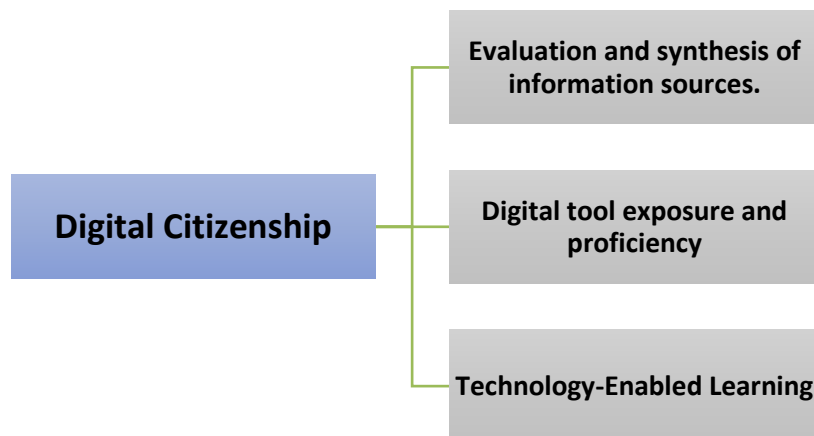 Evaluation and synthesis of
information sources.
Digital Citizenship
Digital tool exposure and
proficiency
Technology-Enabled Learning